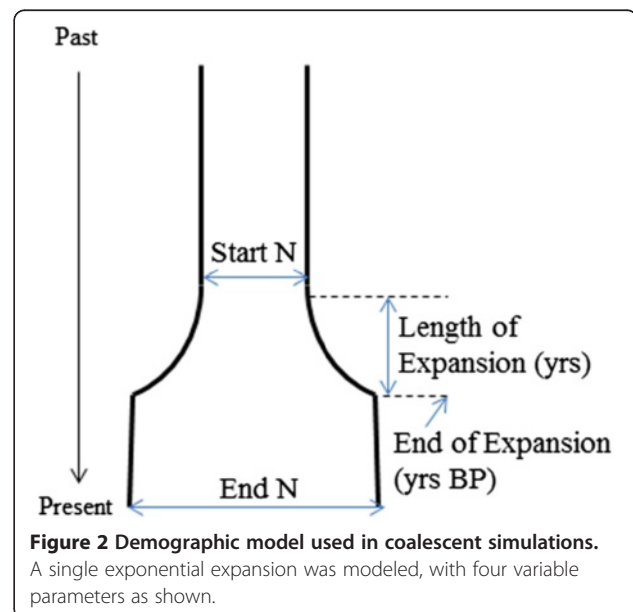 Past
Start N
Length of
Expansion (yrs)
End of Expansion
(yrs BP)
End N
Present
Figure 2 Demographic model used in coalescent simulations.
A single exponential expansion was modeled, with four variable
parameters as shown.